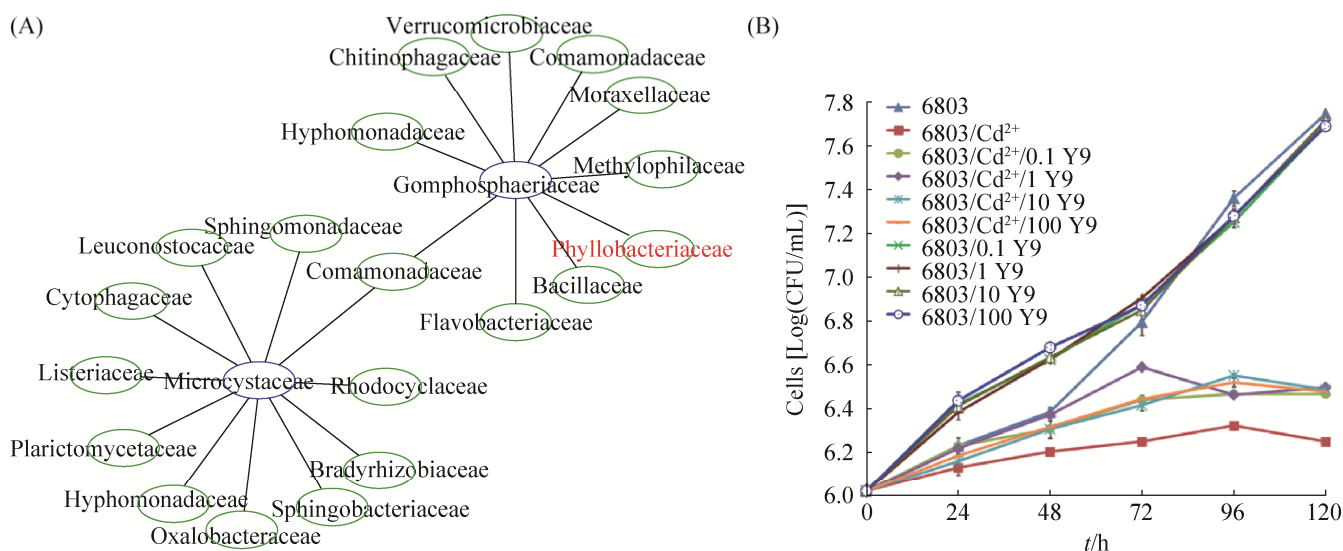 (A)
Verrucomicrobiaceae
Chitinophagaceae
Comamonadaceae
Moraxellaceae
Hyphomonadaceae
Methylophilaceae
Gomphosphaeriaceae
Sphingomonadaceae
Leuconostocaceae
Phyllobacteriaceae
Comamonadaceae
Bacillaceae
Cytophagaceae
Flavobacteriaceae
Listeriaceae
Microcystaceae
Rhodocyclaceae
Plarictomycetaceae
Bradyrhizobiaceae
Hyphomonadaceae
Sphingobacteriaceae
Oxalobacteraceae
(B)
Cells [Log(CFU/mL)]
7.8
7.6
7.4
7.2
7.0
6.8
6.6
6.4
6.2
6.0
6803
6803/Cd²⁺
6803/Cd²⁺/0.1 Y9
6803/Cd²⁺/1 Y9
6803/Cd²⁺/10 Y9
6803/Cd²⁺/100 Y9
6803/0.1 Y9
6803/1 Y9
6803/10 Y9
6803/100 Y9
0 24 48 72 96 120
t/h